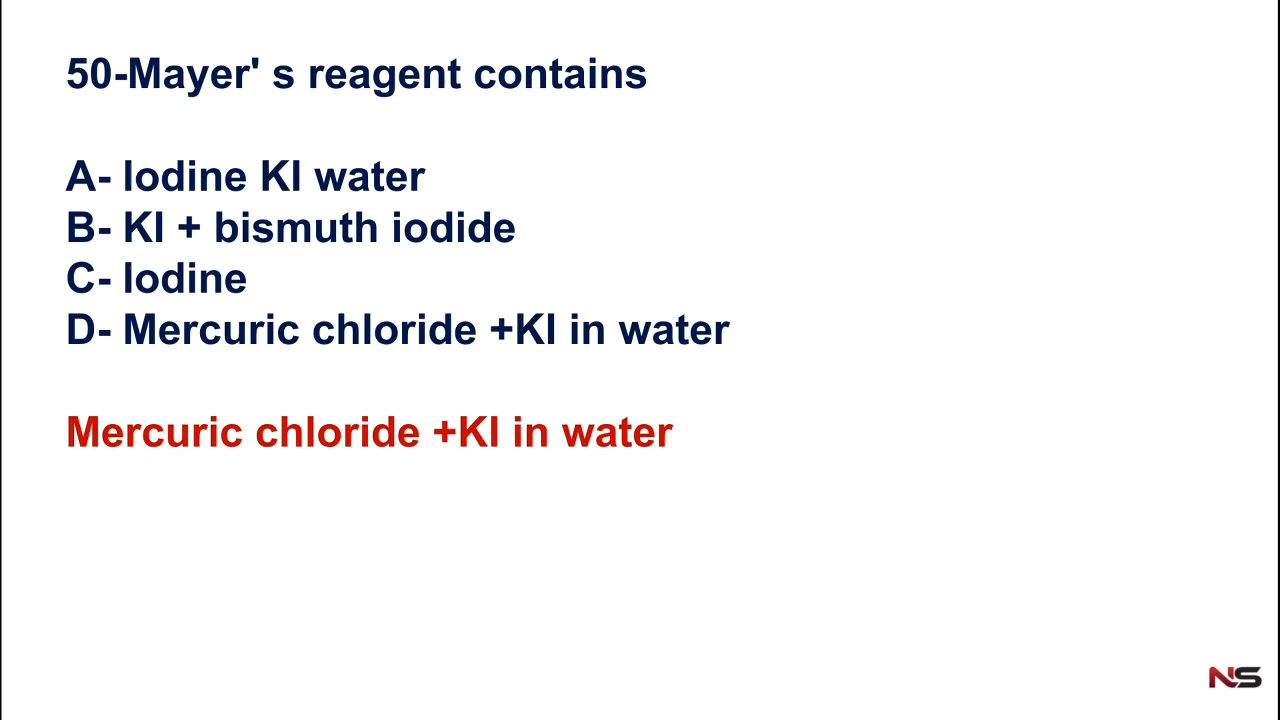 50-Mayer' s reagent contains
A- Iodine KI water
B- KI + bismuth iodide
C- Iodine
D- Mercuric chloride +KI in water
Mercuric chloride +KI in water
NS